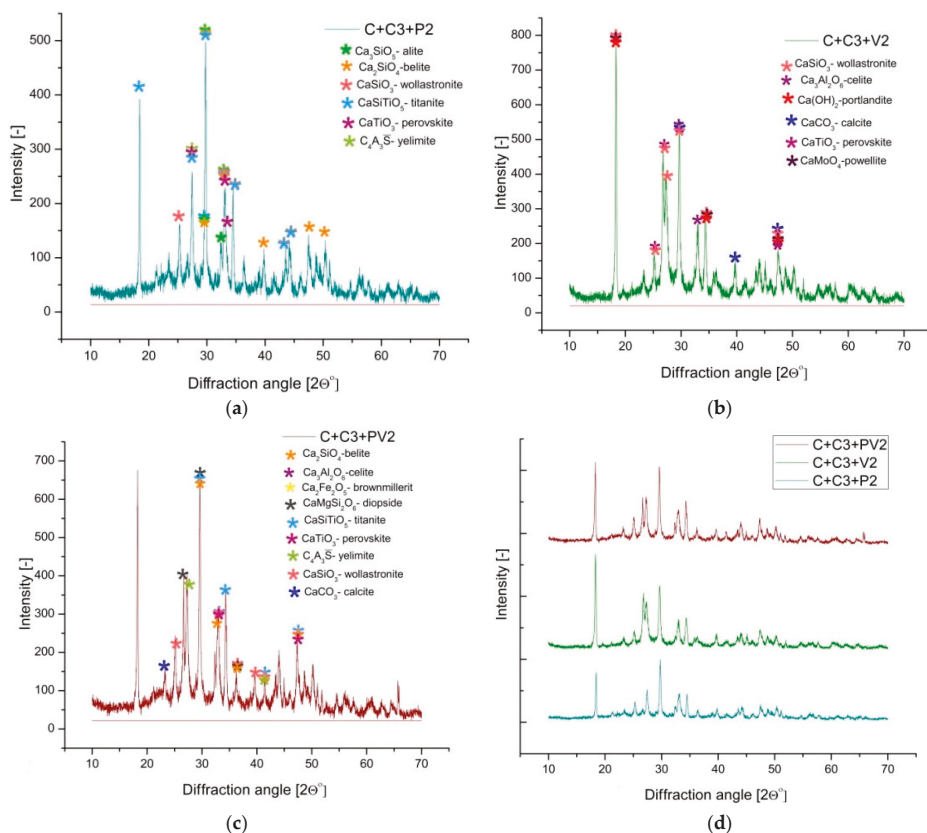 C+C3+P2
Ca₃SiO₅- alite
Ca₂SiO₄-belite
CaSiO₃- wollastronite
CaSiTiO₅- titanite
CaTiO₃- perovskite
C₄A₃S̅- yelimite
Intensity [-]
500
400
300
200
100
0
10 20 30 40 50 60 70
Diffraction angle [2Θ°]
(a)
C+C3+V2
CaSiO₃- wollastronite
Ca₃Al₂O₆-celite
Ca(OH)₂-portlandite
CaCO₃- calcite
CaTiO₃- perovskite
CaMoO₄-powellite
Intensity [-]
800
700
600
500
400
300
200
100
0
10 20 30 40 50 60 70
Diffraction angle [2Θ°]
(b)
C+C3+PV2
Ca₂SiO₄-belite
Ca₃Al₂O₆-celite
Ca₂Fe₂O₅- brownmillerit
CaMgSi₂O₆- diopside
CaSiTiO₅- titanite
CaTiO₃- perovskite
C₄A₃S̅- yelimite
CaSiO₃- wollastronite
CaCO₃- calcite
Intensity [-]
700
600
500
400
300
200
100
0
10 20 30 40 50 60 70
Diffraction angle [2Θ°]
(c)
C+C3+PV2
C+C3+V2
C+C3+P2
Intensity [-]
10 20 30 40 50 60 70
Diffraction angle [2Θ°]
(d)